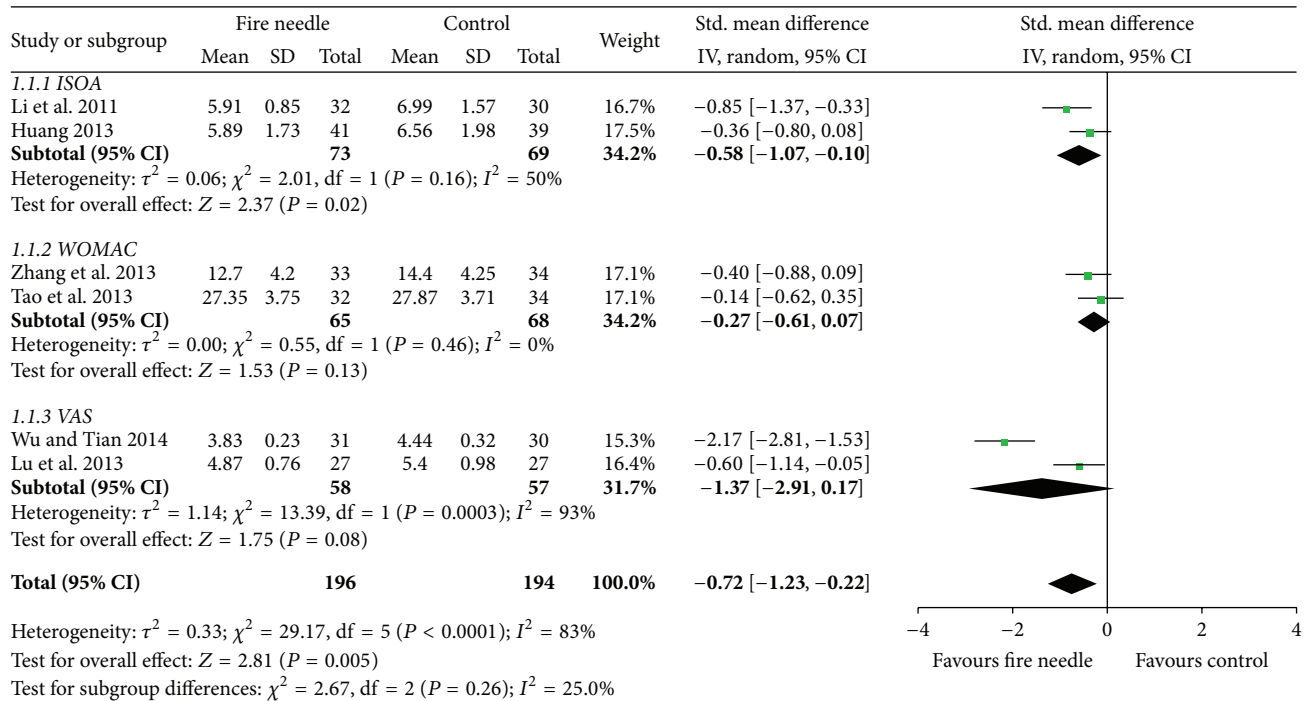 Study or subgroup Fire needle Control Weight Std. mean difference Std. mean difference
Mean SD Total Mean SD Total IV, random, 95% CI IV, random, 95% CI
1.1.1 ISOA
Li et al. 2011 5.91 0.85 32 6.99 1.57 30 16.7% −0.85 [−1.37, −0.33]
Huang 2013 5.89 1.73 41 6.56 1.98 39 17.5% −0.36 [−0.80, 0.08]
Subtotal (95% CI) 73 69 34.2% −0.58 [−1.07, −0.10]
Heterogeneity: τ² = 0.06; χ² = 2.01, df = 1 (P = 0.16); I² = 50%
Test for overall effect: Z = 2.37 (P = 0.02)
1.1.2 WOMAC
Zhang et al. 2013 12.7 4.2 33 14.4 4.25 34 17.1% −0.40 [−0.88, 0.09]
Tao et al. 2013 27.35 3.75 32 27.87 3.71 34 17.1% −0.14 [−0.62, 0.35]
Subtotal (95% CI) 65 68 34.2% −0.27 [−0.61, 0.07]
Heterogeneity: τ² = 0.00; χ² = 0.55, df = 1 (P = 0.46); I² = 0%
Test for overall effect: Z = 1.53 (P = 0.13)
1.1.3 VAS
Wu and Tian 2014 3.83 0.23 31 4.44 0.32 30 15.3% −2.17 [−2.81, −1.53]
Lu et al. 2013 4.87 0.76 27 5.4 0.98 27 16.4% −0.60 [−1.14, −0.05]
Subtotal (95% CI) 58 57 31.7% −1.37 [−2.91, 0.17]
Heterogeneity: τ² = 1.14; χ² = 13.39, df = 1 (P = 0.0003); I² = 93%
Test for overall effect: Z = 1.75 (P = 0.08)
Total (95% CI) 196 194 100.0% −0.72 [−1.23, −0.22]
Heterogeneity: τ² = 0.33; χ² = 29.17, df = 5 (P < 0.0001); I² = 83%
Test for overall effect: Z = 2.81 (P = 0.005)
Test for subgroup differences: χ² = 2.67, df = 2 (P = 0.26); I² = 25.0%
−4 −2 0 2 4
Favours fire needle Favours control